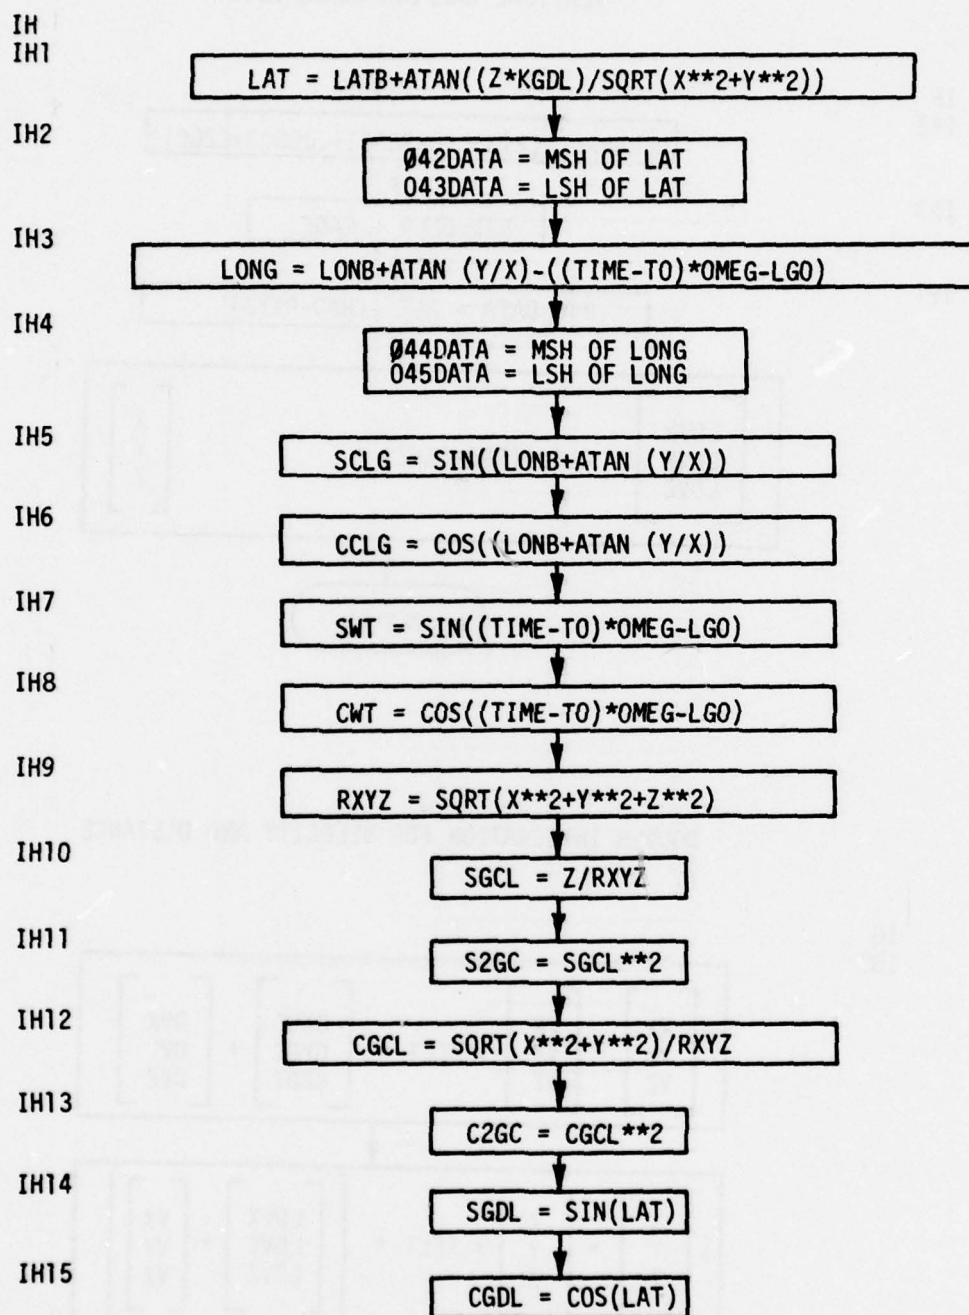 IH
IH1
LAT = LATB+ATAN((Z*KGDL)/SQRT(X**2+Y**2))
IH2
Ø42DATA = MSH OF LAT
O43DATA = LSH OF LAT
IH3
LONG = LONB+ATAN (Y/X)-((TIME-TO)*OMEG-LGO)
IH4
Ø44DATA = MSH OF LONG
O45DATA = LSH OF LONG
IH5
SCLG = SIN((LONB+ATAN (Y/X))
IH6
CCLG = COS((LONB+ATAN (Y/X))
IH7
SWT = SIN((TIME-TO)*OMEG-LGO)
IH8
CWT = COS((TIME-TO)*OMEG-LGO)
IH9
RXYZ = SQRT(X**2+Y**2+Z**2)
IH10
SGCL = Z/RXYZ
IH11
S2GC = SGCL**2
IH12
CGCL = SQRT(X**2+Y**2)/RXYZ
IH13
C2GC = CGCL**2
IH14
SGDL = SIN(LAT)
IH15
CGDL = COS(LAT)